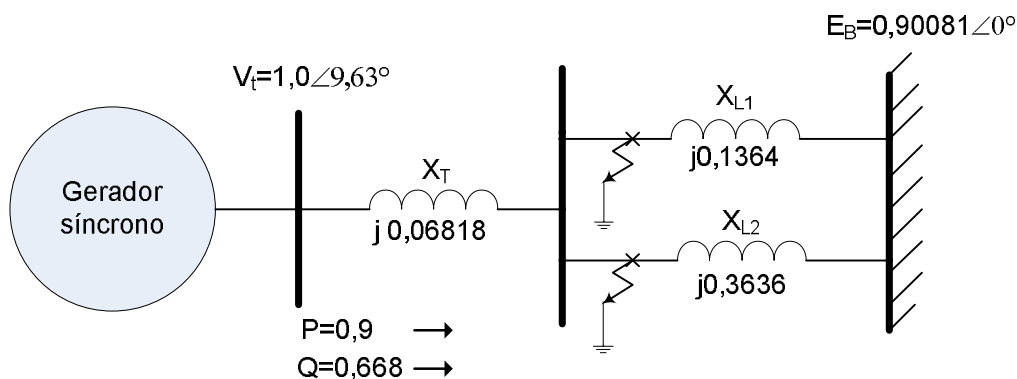 E_B=0,90081∠0°
V_t=1,0∠9,63°
X_L1
j0,1364
Gerador
síncrono
X_T
j 0,06818
X_L2
j0,3636
P=0,9 →
Q=0,668 →